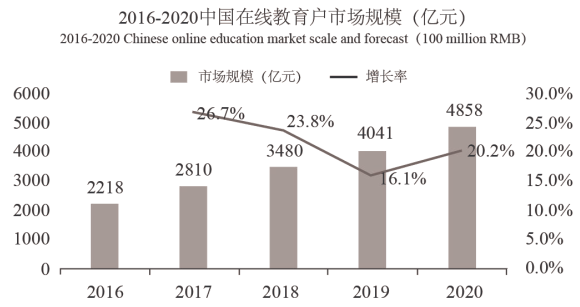 2016-2020中国在线教育户市场规模（亿元）
2016-2020 Chinese online education market scale and forecast（100 million RMB）
市场规模（亿元） 增长率
6000 30.0%
5000 25.0%
4000 20.0%
3000 15.0%
2000 10.0%
1000 5.0%
0 0.0%
2218 2810 3480 4041 4858
26.7% 23.8% 16.1% 20.2%
2016 2017 2018 2019 2020